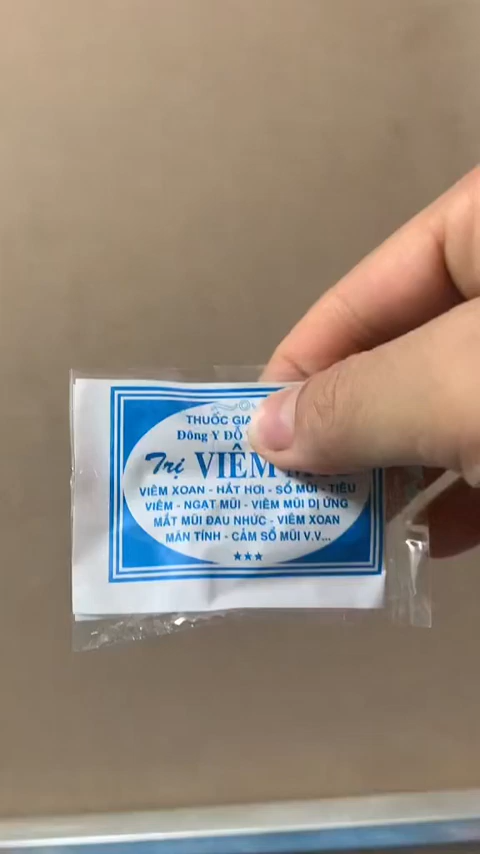 THUỐC GIA
Đông Y ĐỖ
Trị VIÊM
VIÊM XOAN - HẮT HƠI - SỔ MŨI - TIÊU
VIÊM - NGẠT MŨI - VIÊM MŨI DỊ ỨNG
MẮT MŨI ĐAU NHỨC - VIÊM XOAN
MÃN TÍNH - CẢM SỔ MŨI V.V...